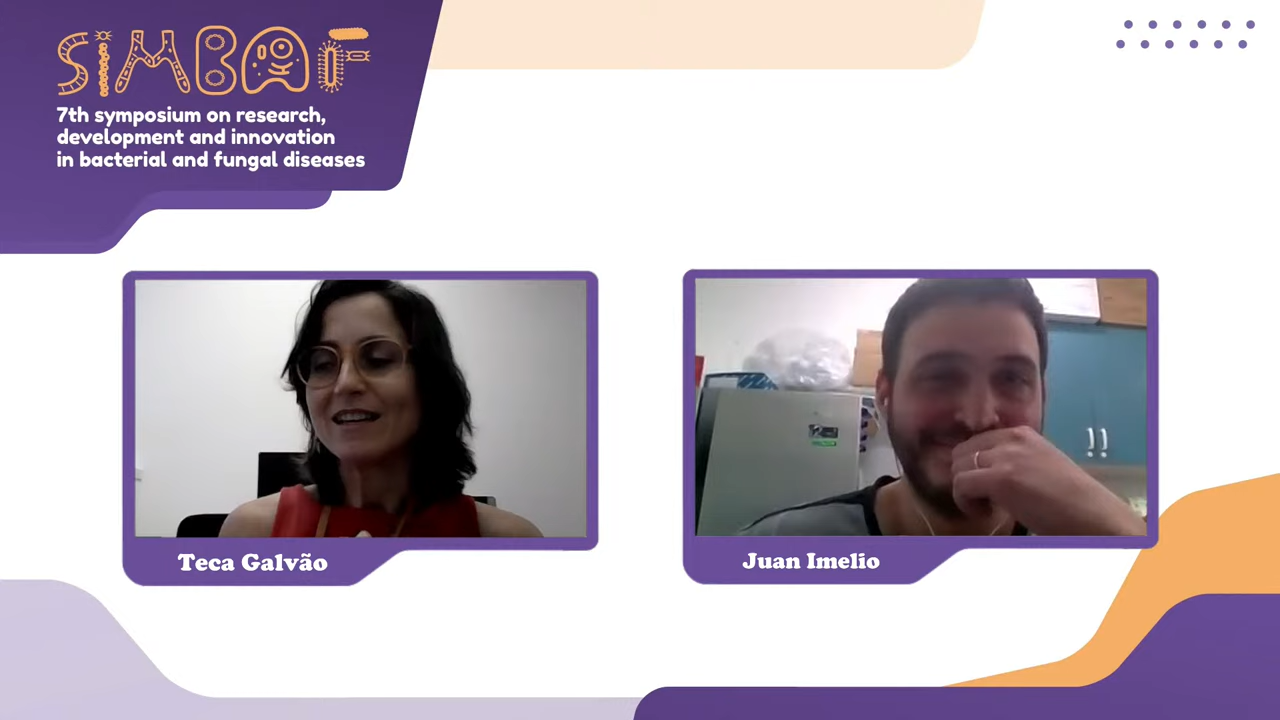 SIMBAF
7th symposium on research,
development and innovation
in bacterial and fungal diseases
Teca Galvão
Juan Imelio